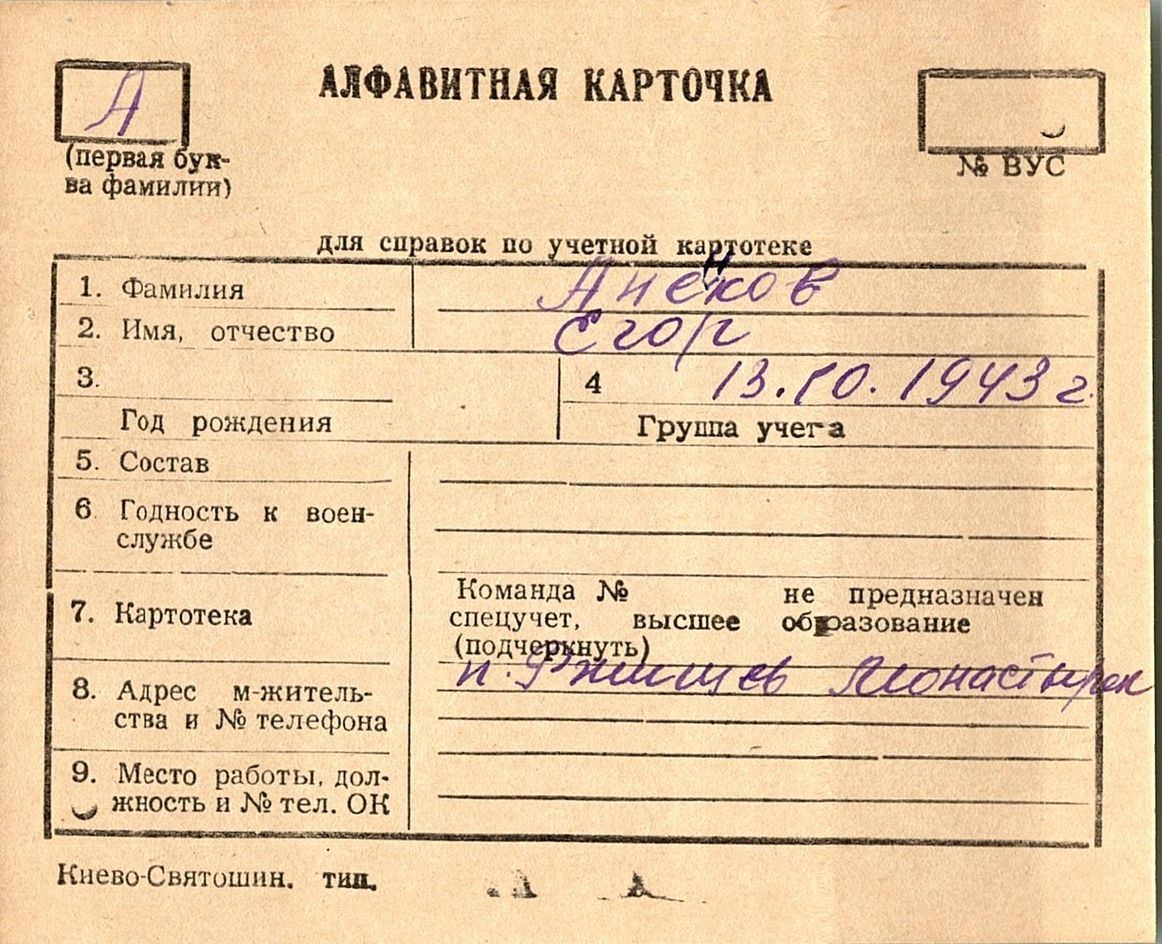 АЛФАВИТНАЯ КАРТОЧКА
А
(первая бук-
ва фамилии)
№ ВУС
для справок по учетной картотеке
1. Фамилия
2. Имя, отчество Егор
3.
Год рождения
4 13.10.1943 г.
Группа учета
5. Состав
6. Годность к воен-
службе
7. Картотека
Команда № не предназначен
спецучет, высшее образование
(подчеркнуть)
8. Адрес м-житель-
ства и № телефона
п. Ржищев Монастырек
9. Место работы, дол-
жность и № тел. ОК
Киево-Святошин. тип.